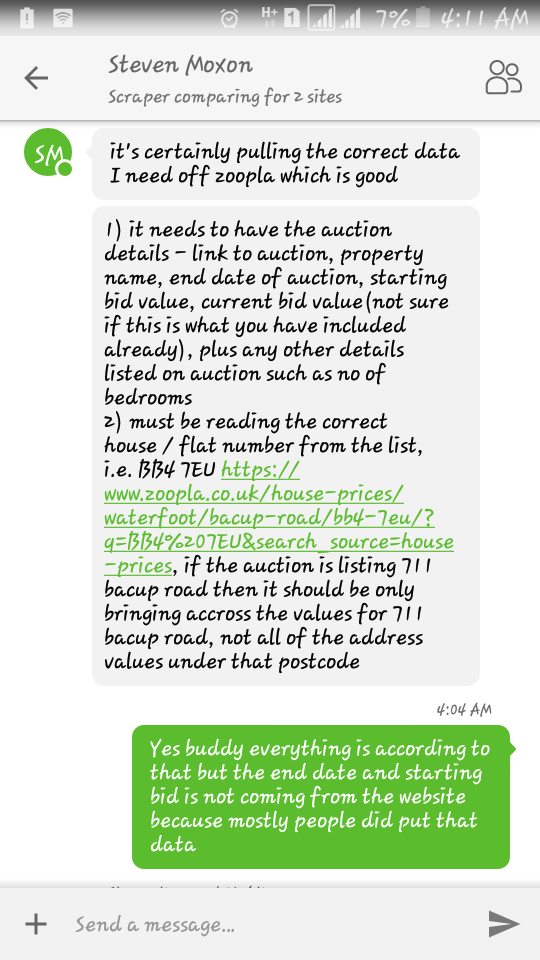 H+ 1 7% 4:11 AM
Steven Moxon
Scraper comparing for 2 sites
SM
it's certainly pulling the correct data
I need off zoopla which is good
1) it needs to have the auction
details - link to auction, property
name, end date of auction, starting
bid value, current bid value(not sure
if this is what you have included
already), plus any other details
listed on auction such as no of
bedrooms
2) must be reading the correct
house / flat number from the list,
i.e. BB4 7EU https://
www.zoopla.co.uk/house-prices/
waterfoot/bacup-road/bb4-7eu/?
q=BB4%207EU&search_source=house
-prices, if the auction is listing 711
bacup road then it should be only
bringing accross the values for 711
bacup road, not all of the address
values under that postcode
4:04 AM
Yes buddy everything is according to
that but the end date and starting
bid is not coming from the website
because mostly people did put that
data
Send a message...